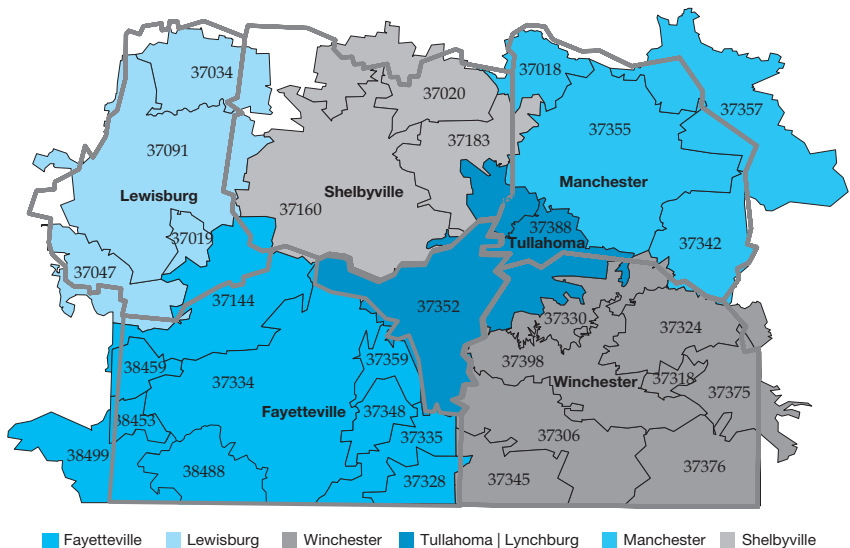 37034
37018
37020
37357
37355
37183
37091
Manchester
Shelbyville
Lewisburg
37160
37388
37019
Tullahoma
37342
37047
37144
37352
37330
37324
37359
37398
38459
37334
Winchester
37318
37375
Fayetteville
37348
38453
37335
37306
38499
38488
37376
37328
37345
Fayetteville
Lewisburg
Winchester
Tullahoma | Lynchburg
Manchester
Shelbyville